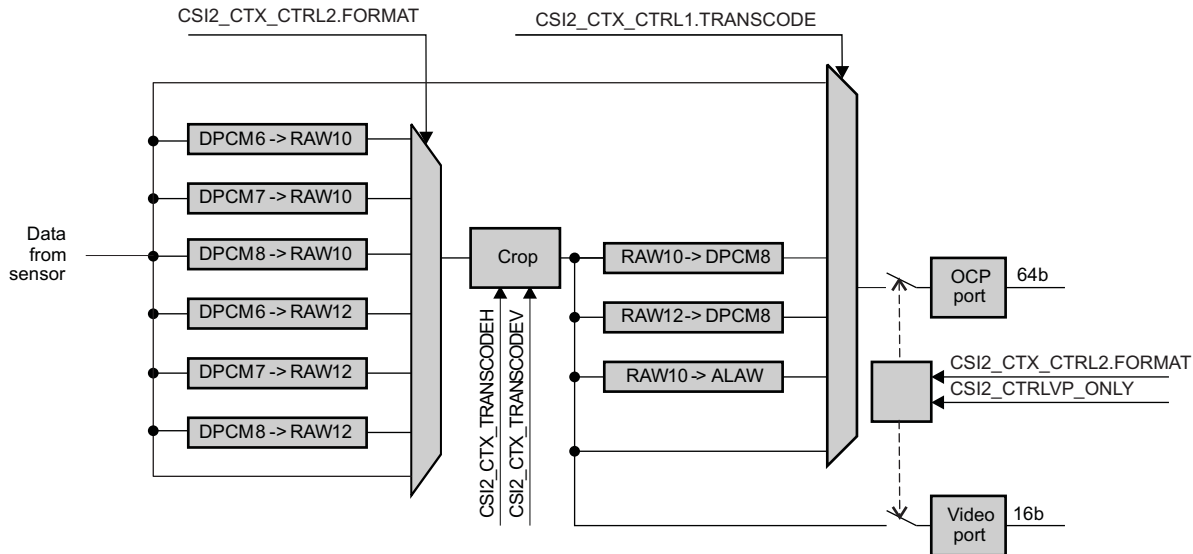 CSI2_CTX_CTRL2.FORMAT
CSI2_CTX_CTRL1.TRANSCODE
DPCM6 -> RAW10
DPCM7 -> RAW10
DPCM8 -> RAW10
DPCM6 -> RAW12
DPCM7 -> RAW12
DPCM8 -> RAW12
Data
from
sensor
Crop
CSI2_CTX_TRANSCODEH
CSI2_CTX_TRANSCODEV
RAW10 -> DPCM8
RAW12 -> DPCM8
RAW10 -> ALAW
OCP
port
64b
CSI2_CTX_CTRL2.FORMAT
CSI2_CTRLVP_ONLY
Video
port
16b